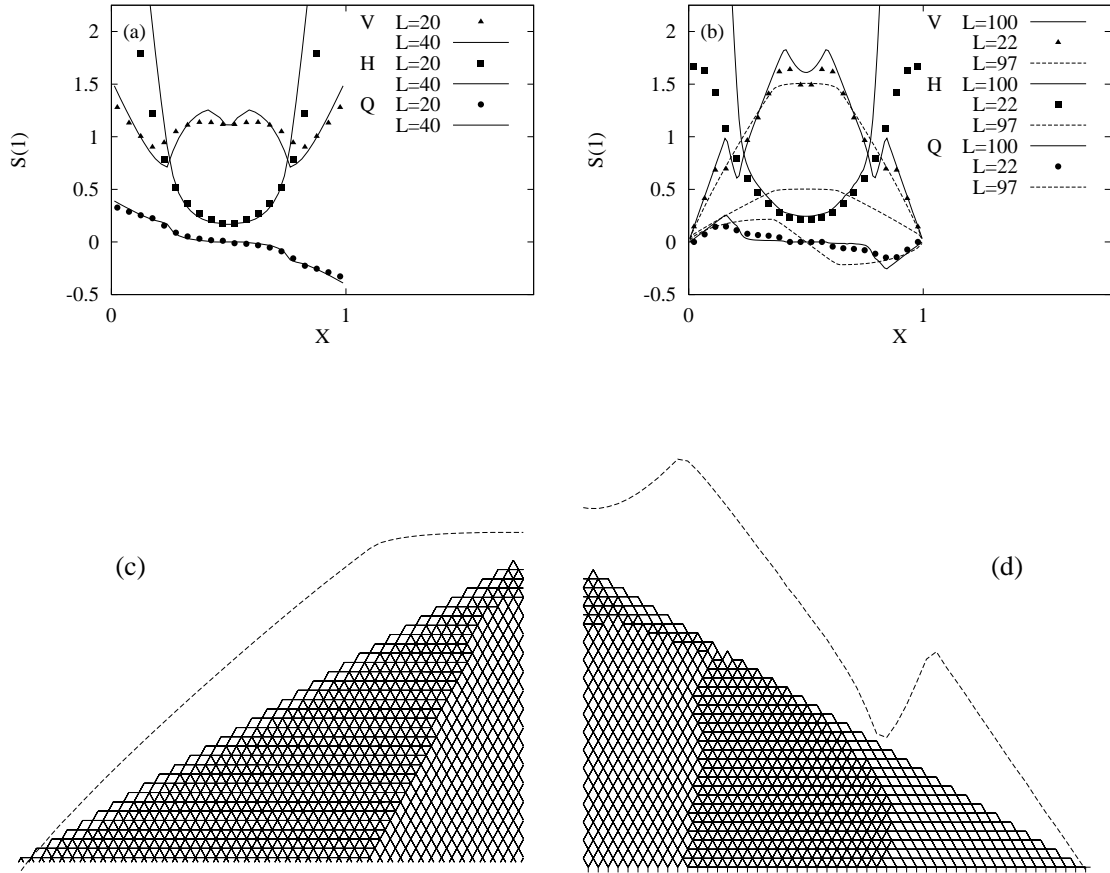 (a)
V L=20
L=40
H L=20
L=40
Q L=20
L=40
2
1.5
1
0.5
0
-0.5
S(1)
0
1
X
(b)
V L=100
L=22
L=97
H L=100
L=22
L=97
Q L=100
L=22
L=97
2
1.5
1
0.5
0
-0.5
S(1)
0
1
X
(c)
(d)